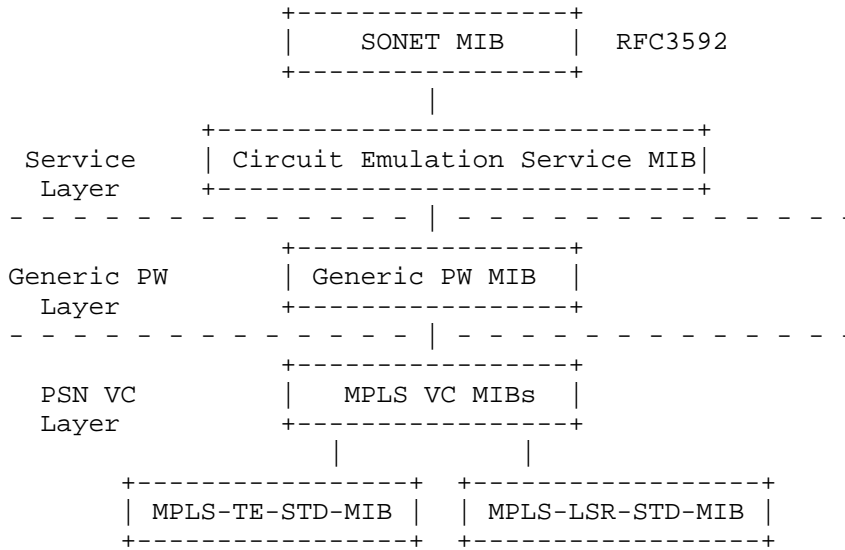 SONET MIB RFC3592
Service Circuit Emulation Service MIB
Layer
Generic PW Generic PW MIB
Layer
PSN VC MPLS VC MIBs
Layer
MPLS-TE-STD-MIB MPLS-LSR-STD-MIB